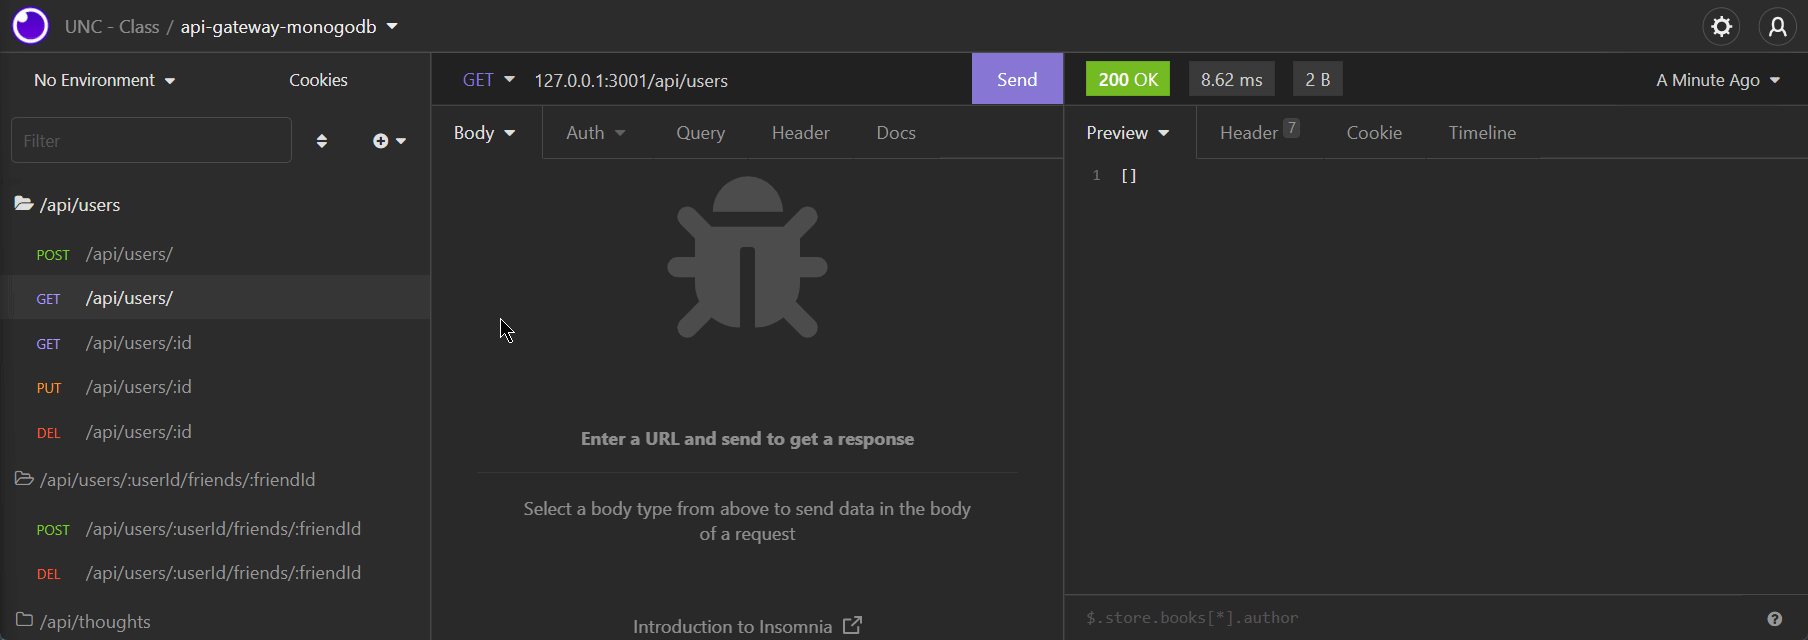 UNC - Class / api-gateway-monogodb
No Environment
Cookies
GET
127.0.0.1:3001/api/users
Send
200 OK
8.62 ms
2 B
A Minute Ago
Filter
Body
Auth
Query
Header
Docs
Preview
Header 7
Cookie
Timeline
1 []
/api/users
POST /api/users/
GET /api/users/
GET /api/users/:id
PUT /api/users/:id
DEL /api/users/:id
/api/users/:userId/friends/:friendId
POST /api/users/:userId/friends/:friendId
DEL /api/users/:userId/friends/:friendId
/api/thoughts
Enter a URL and send to get a response
Select a body type from above to send data in the body
of a request
Introduction to Insomnia
$.store.books[*].author
?